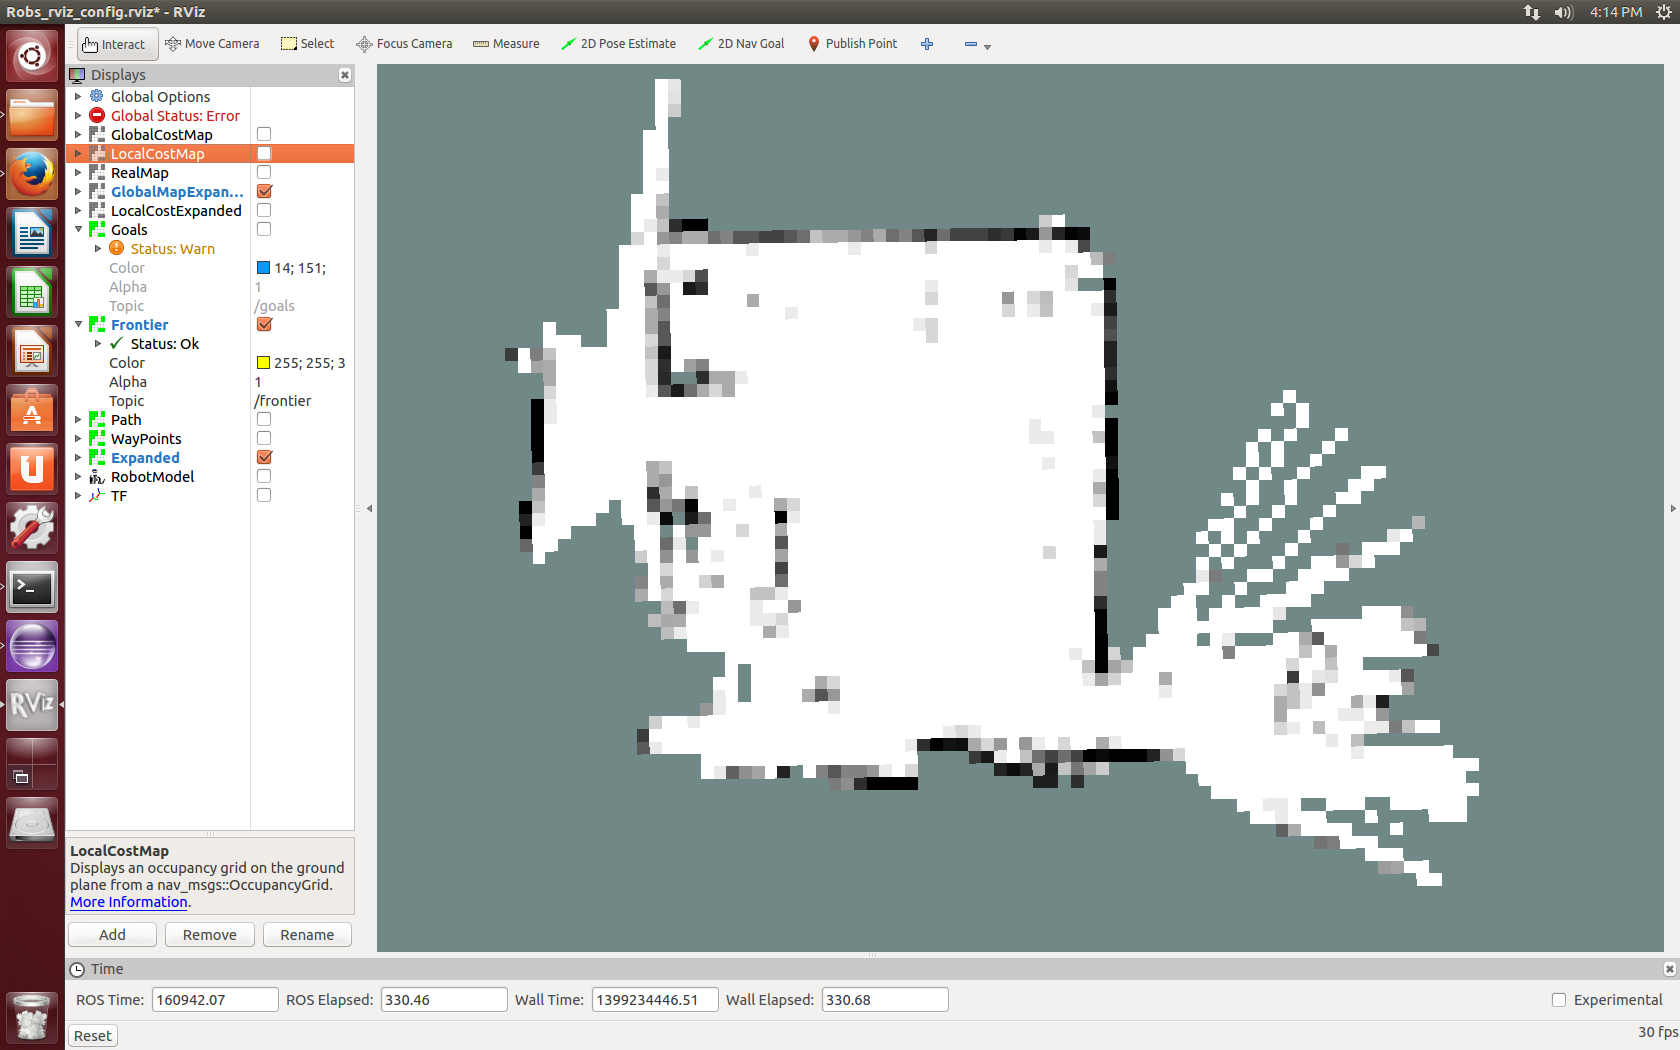 Robs_rviz_config.rviz* - RViz
4:14 PM
Interact
Move Camera
Select
Focus Camera
Measure
2D Pose Estimate
2D Nav Goal
Publish Point
Displays
Global Options
Global Status: Error
GlobalCostMap
LocalCostMap
RealMap
GlobalMapExpan...
LocalCostExpanded
Goals
Status: Warn
Color 14; 151;
Alpha 1
Topic /goals
Frontier
Status: Ok
Color 255; 255; 3
Alpha 1
Topic /frontier
Path
WayPoints
Expanded
RobotModel
TF
RViz
LocalCostMap
Displays an occupancy grid on the ground
plane from a nav_msgs::OccupancyGrid.
More Information.
Add Remove Rename
Time
ROS Time: 160942.07 ROS Elapsed: 330.46 Wall Time: 1399234446.51 Wall Elapsed: 330.68 Experimental
Reset
30 fps